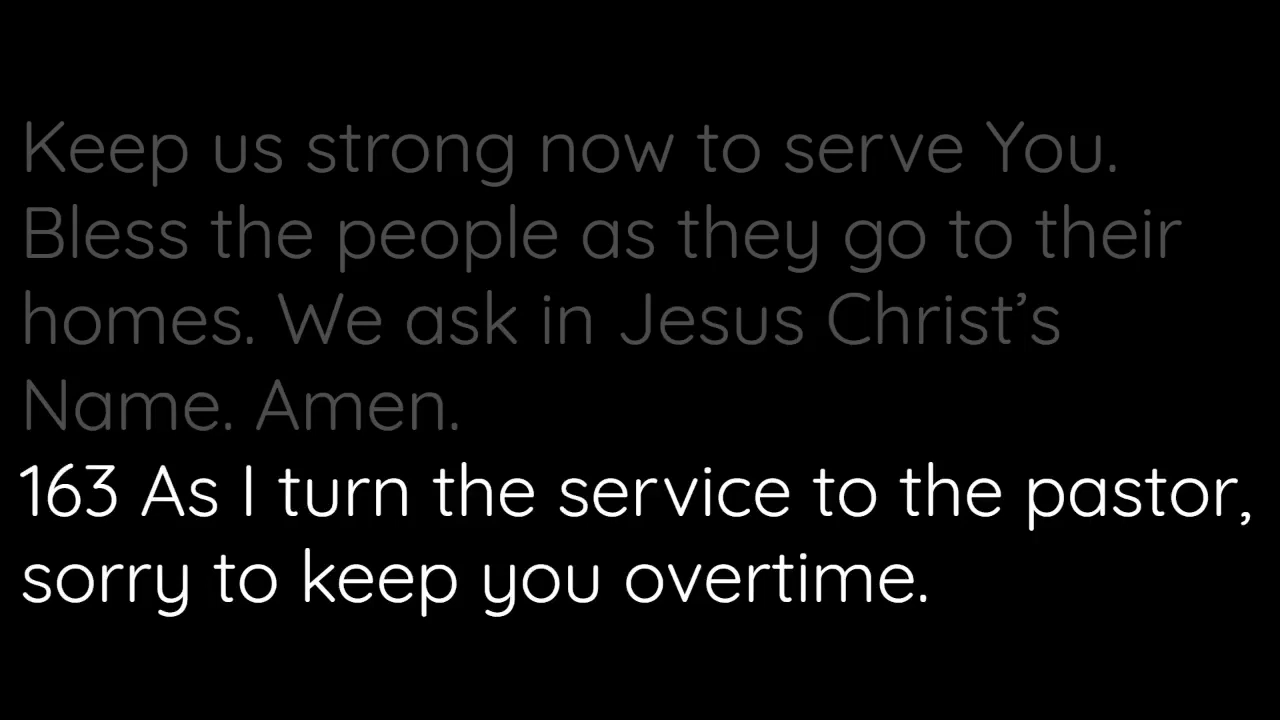 Keep us strong now to serve You.
Bless the people as they go to their
homes. We ask in Jesus Christ’s
Name. Amen.
163 As I turn the service to the pastor,
sorry to keep you overtime.